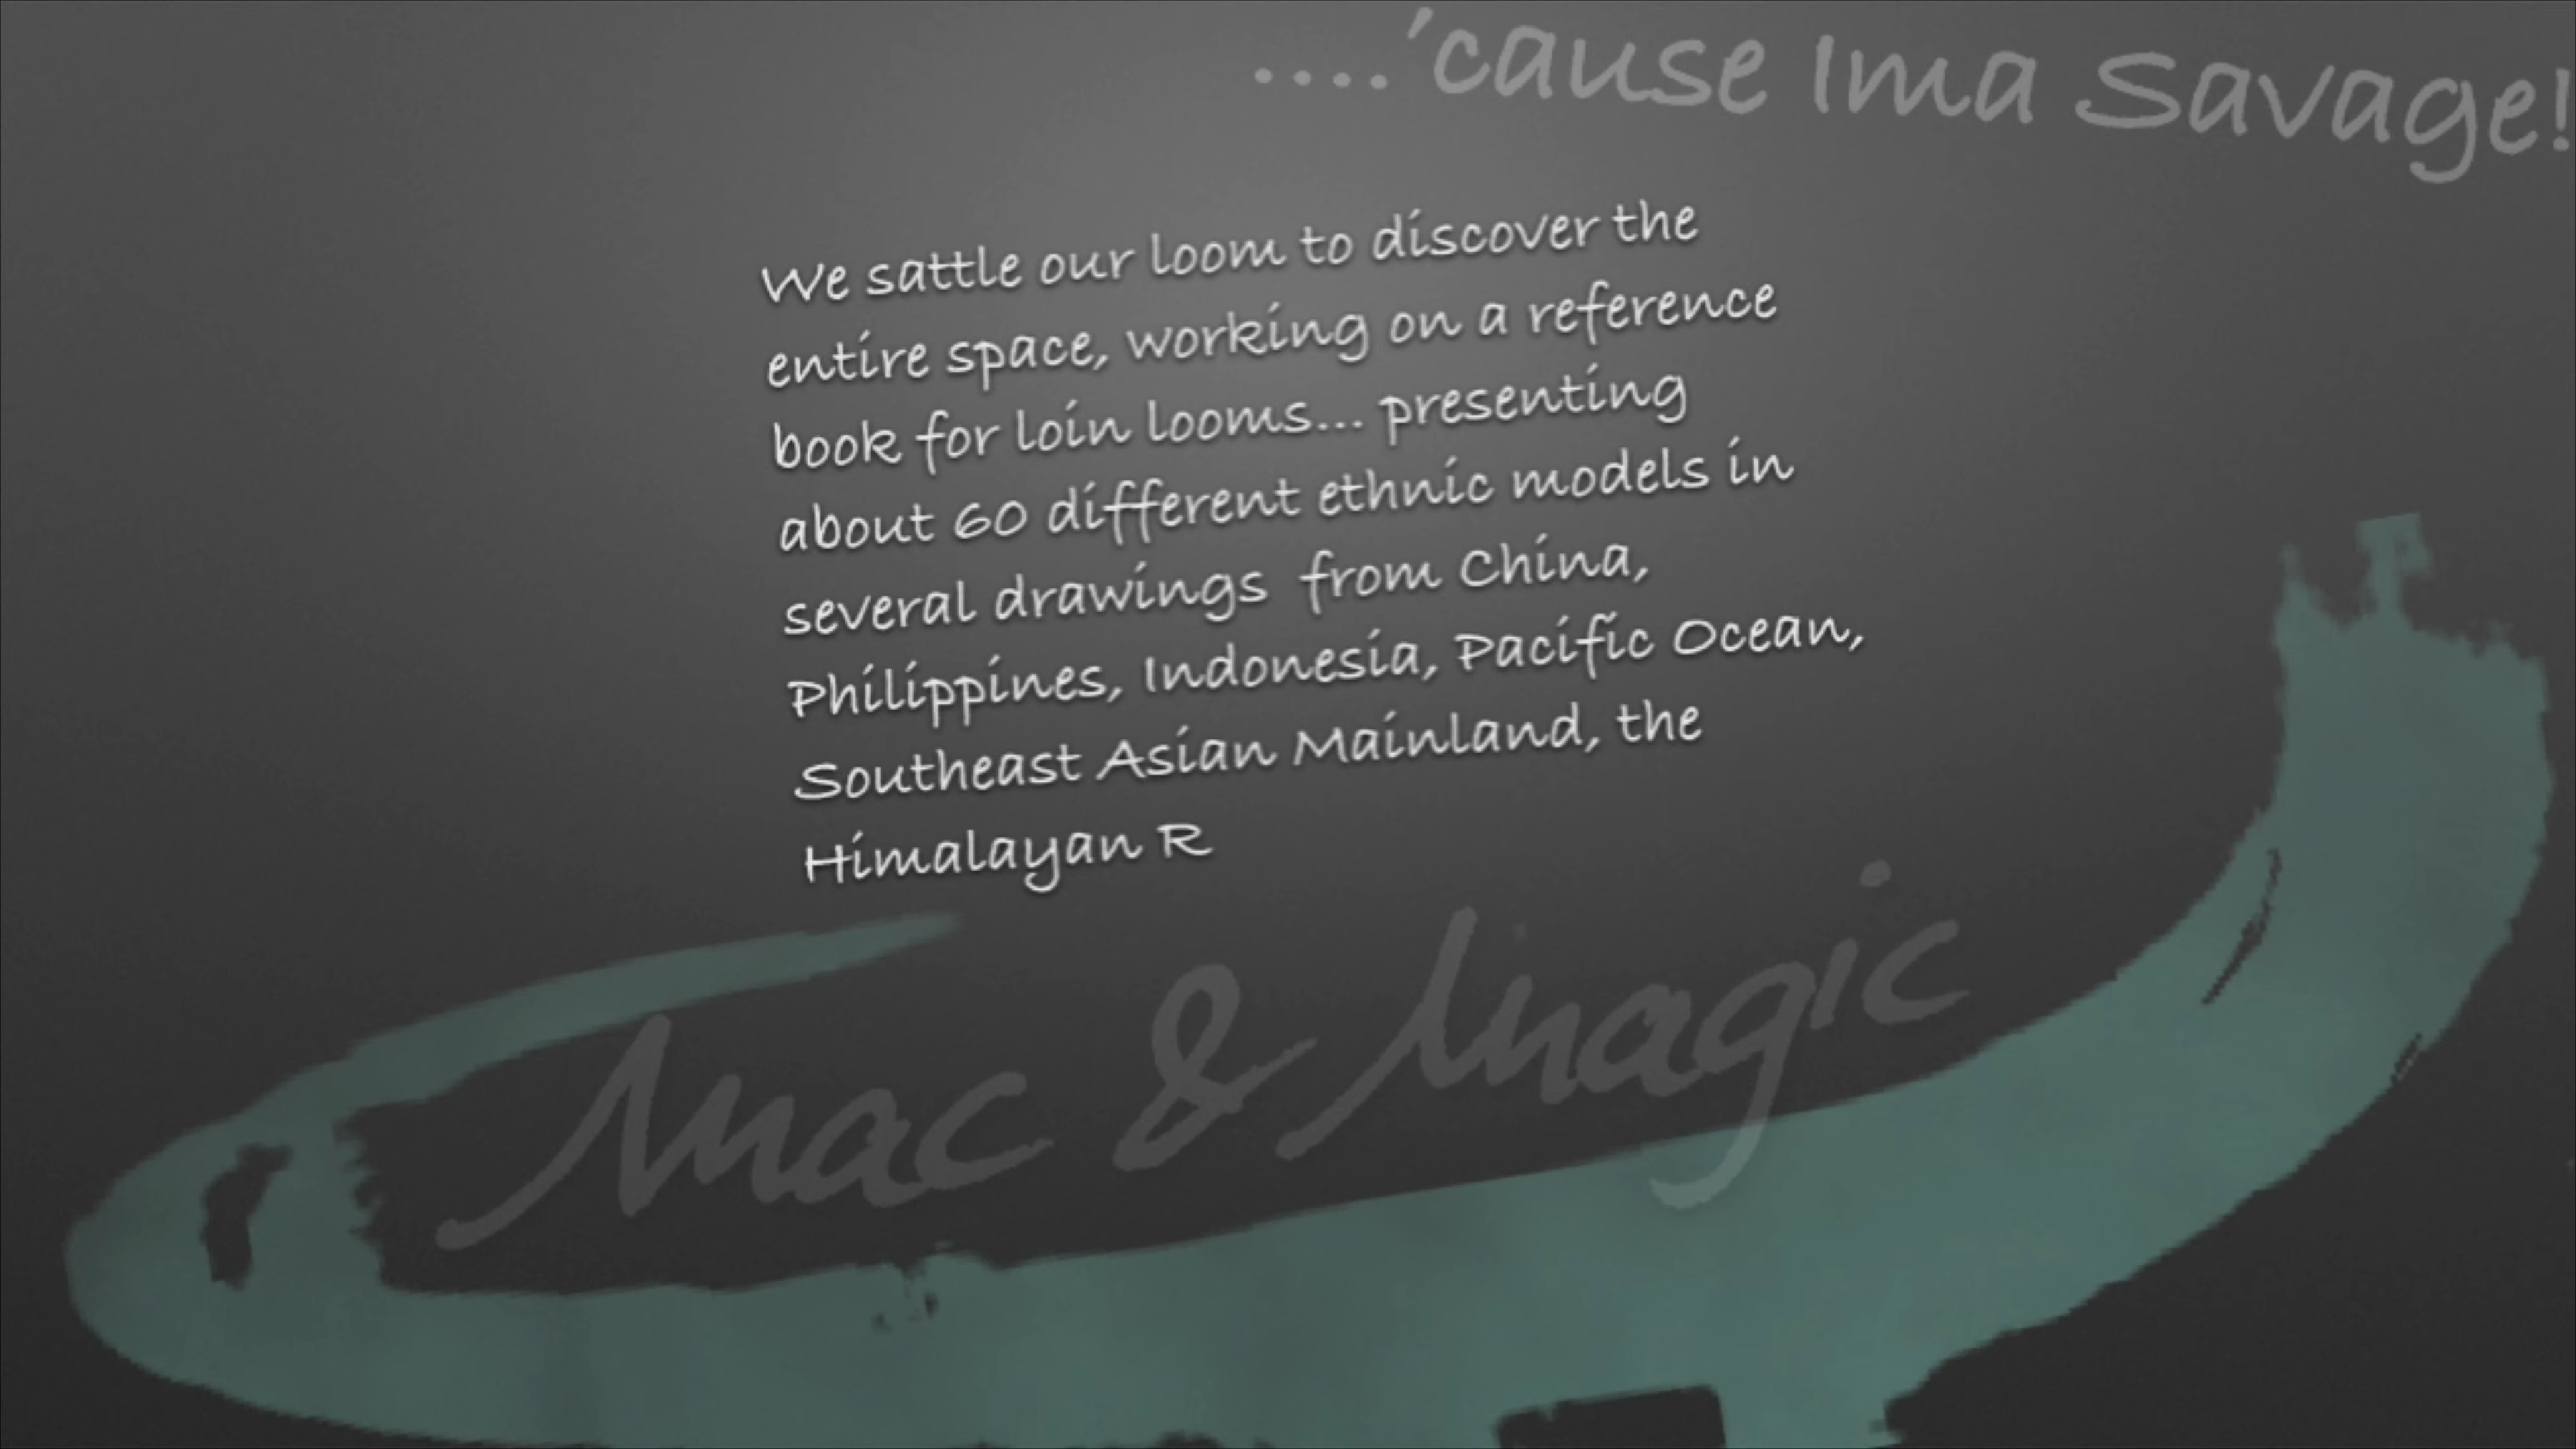 ....'cause Ima Savage!
We sattle our loom to discover the
entire space, working on a reference
book for loin looms... presenting
about 60 different ethnic models in
several drawings from China,
Philippines, Indonesia, Pacific Ocean,
Southeast Asian Mainland, the
Himalayan R
Mac & Magic